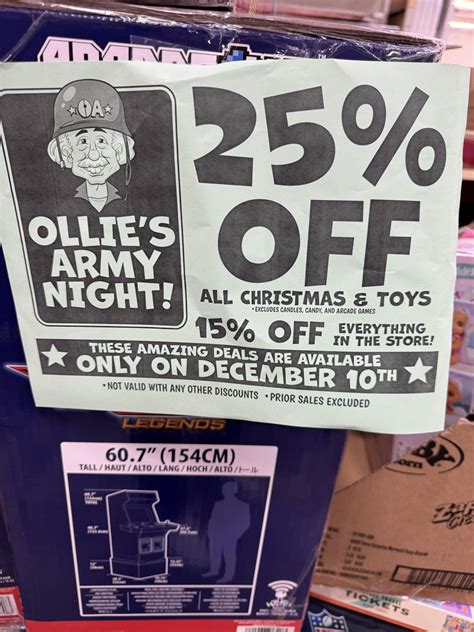 OLLIE'S
ARMY
NIGHT!
OA
25%
OFF
ALL CHRISTMAS & TOYS
•EXCLUDES CANDLES, CANDY, AND ARCADE GAMES
15% OFF EVERYTHING IN THE STORE!
THESE AMAZING DEALS ARE AVAILABLE
ONLY ON DECEMBER 10TH
•NOT VALID WITH ANY OTHER DISCOUNTS •PRIOR SALES EXCLUDED
LEGENDS
60.7" (154CM)
TALL / HAUT / ALTO / LANG / HOCH / ALTO / トール
TICKETS